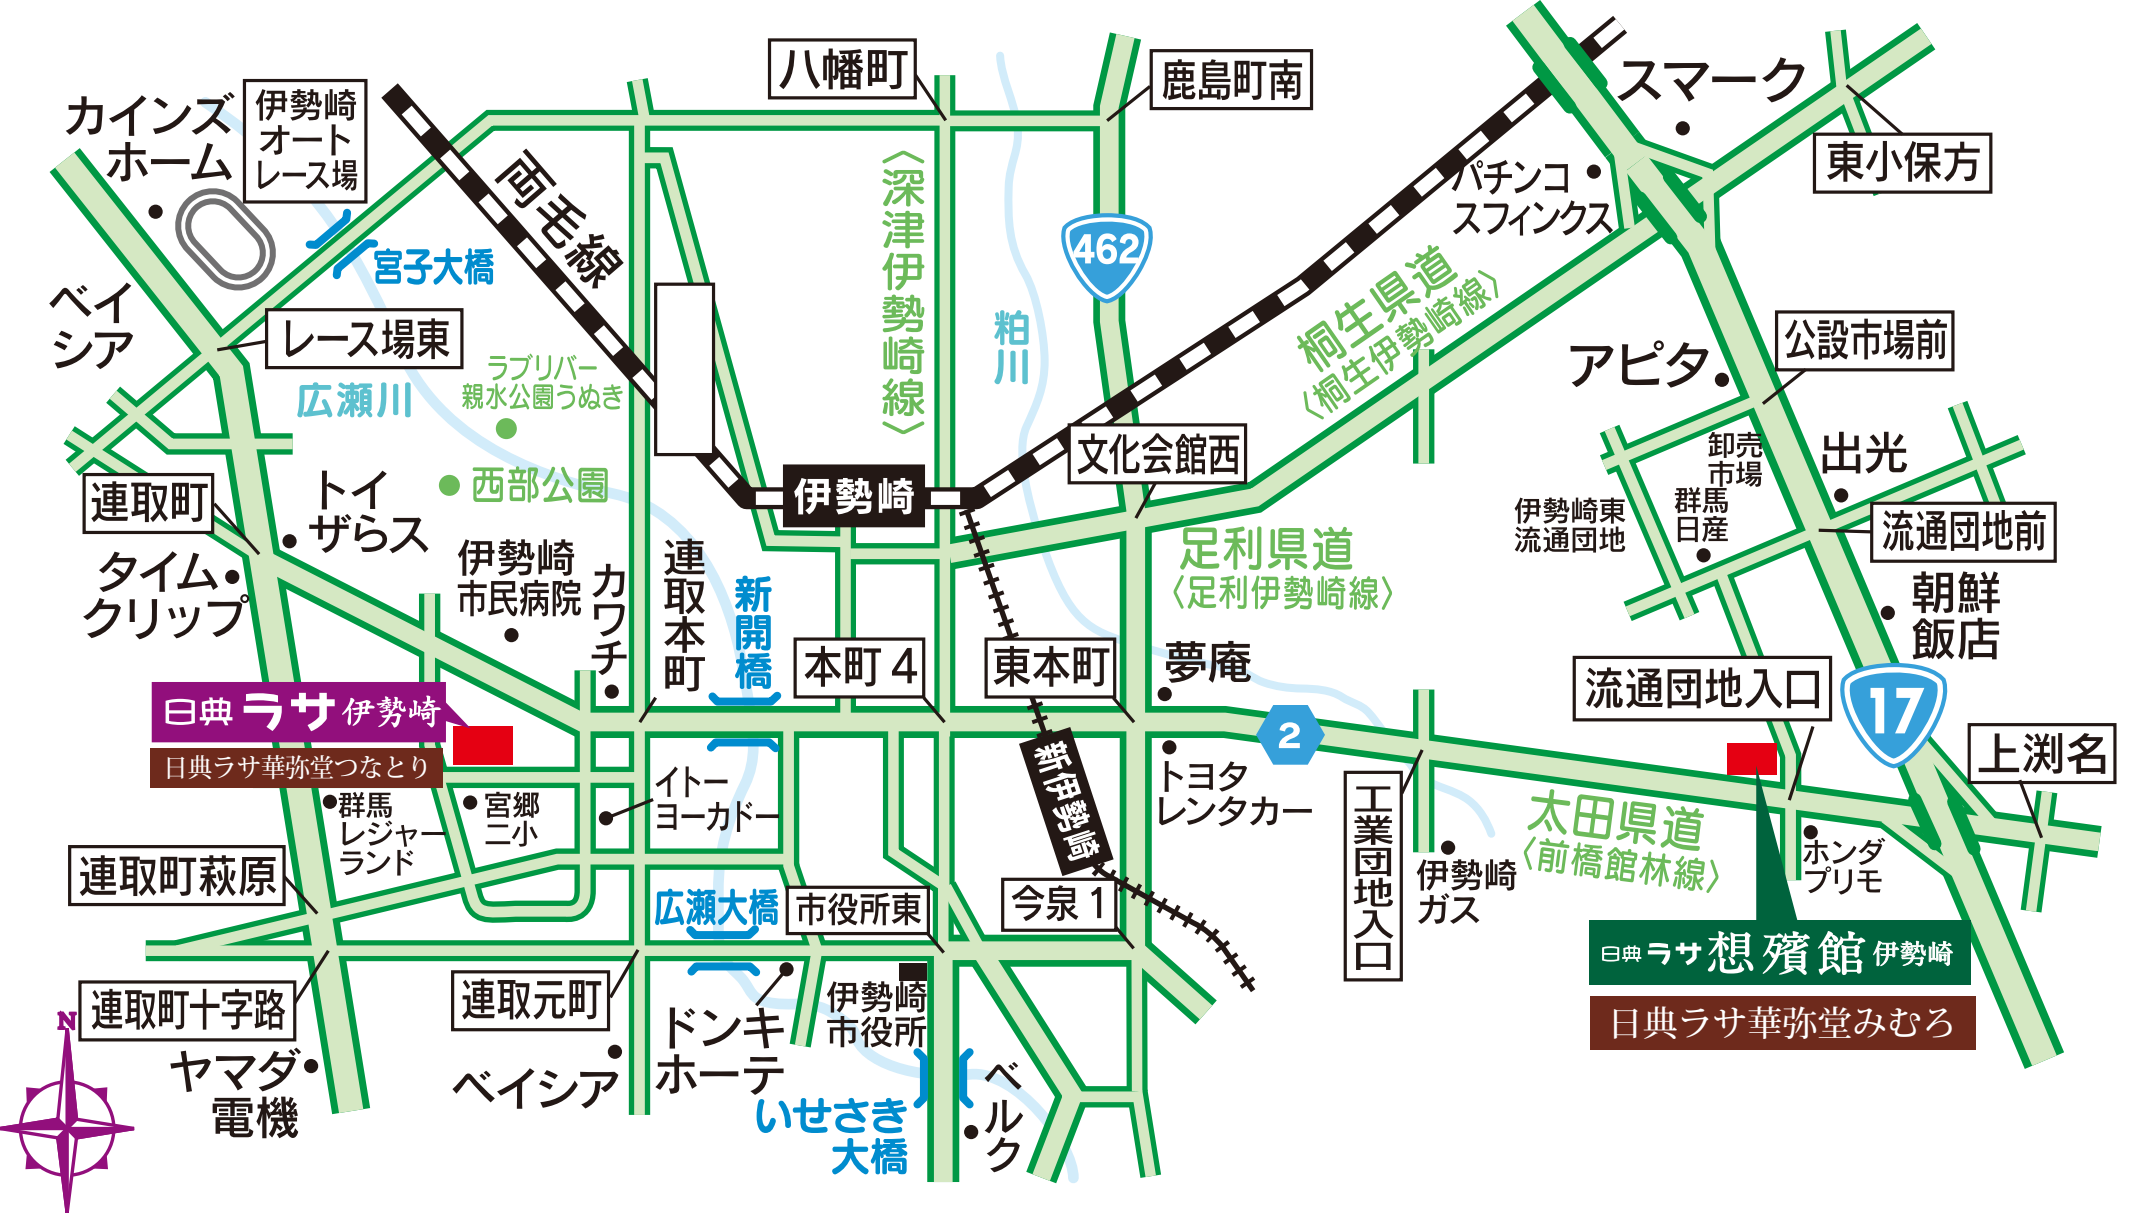 八幡町
鹿島町南
スマーク
カインズ
ホーム
伊勢崎
オート
レース場
両毛線
〈深津伊勢崎線〉
462
粕川
パチンコ
スフィンクス
東小保方
宮子大橋
桐生県道
〈桐生伊勢崎線〉
ベイ
シア
レース場東
広瀬川
ラブリバー
親水公園うぬき
西部公園
公設市場前
アピタ
文化会館西
伊勢崎
連取町
トイ
ザらス
タイム
クリップ
伊勢崎
市民病院
カワチ
連取本町
新開橋
足利県道
〈足利伊勢崎線〉
卸売
市場
出光
群馬
日産
伊勢崎東
流通団地
流通団地前
朝鮮
飯店
本町4
東本町
夢庵
流通団地入口
17
上渕名
日典 ラサ 伊勢崎
日典ラサ華弥堂つなとり
新伊勢崎
2
トヨタ
レンタカー
イトー
ヨーカドー
群馬
レジャー
ランド
宮郷
二小
工業団地入口
太田県道
〈前橋館林線〉
伊勢崎
ガス
ホンダ
プリモ
連取町萩原
広瀬大橋
市役所東
今泉1
日典 ラサ 想殯館 伊勢崎
日典ラサ華弥堂みむろ
連取町十字路
連取元町
伊勢崎
市役所
ドンキ
ホーテ
N
ヤマダ
電機
ベイシア
いせさき
大橋
ベルク